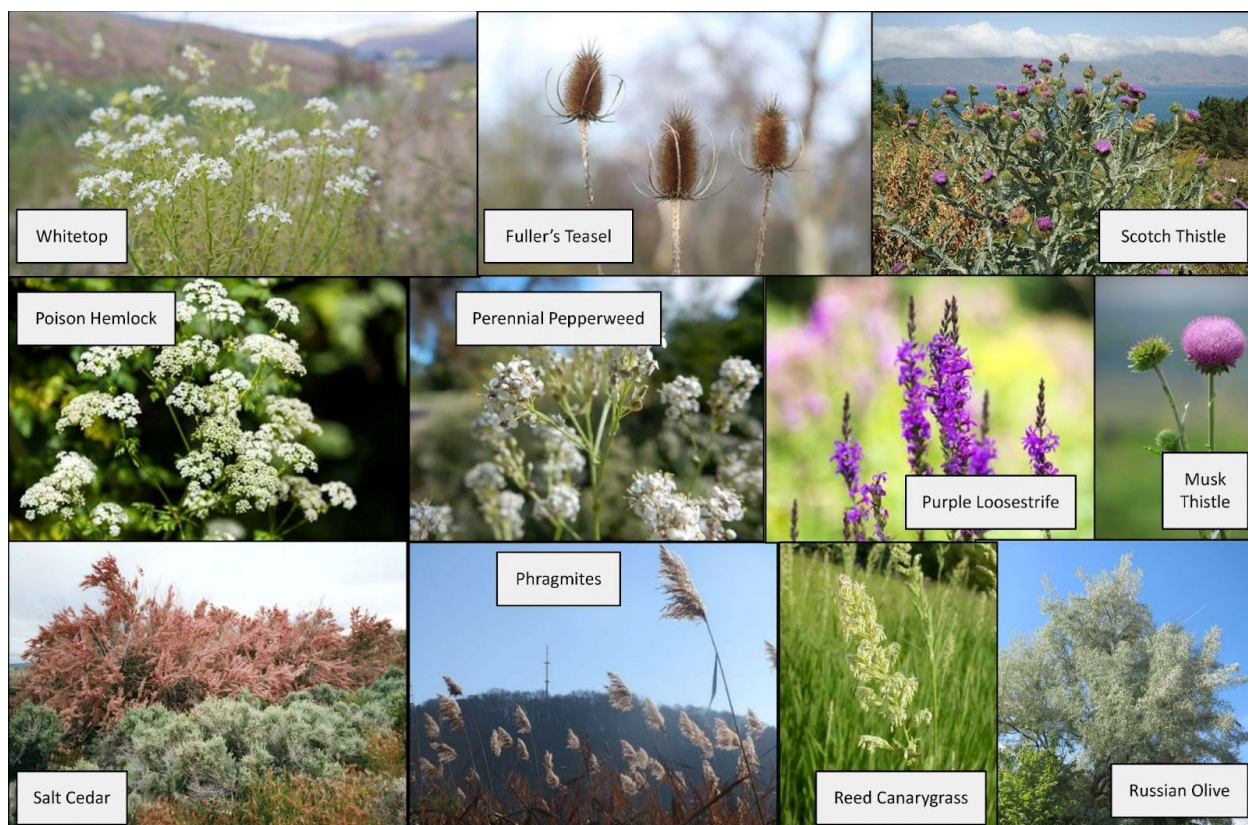 Whitetop
Fuller’s Teasel
Scotch Thistle
Poison Hemlock
Perennial Pepperweed
Purple Loosestrife
Musk
Thistle
Salt Cedar
Phragmites
Reed Canarygrass
Russian Olive